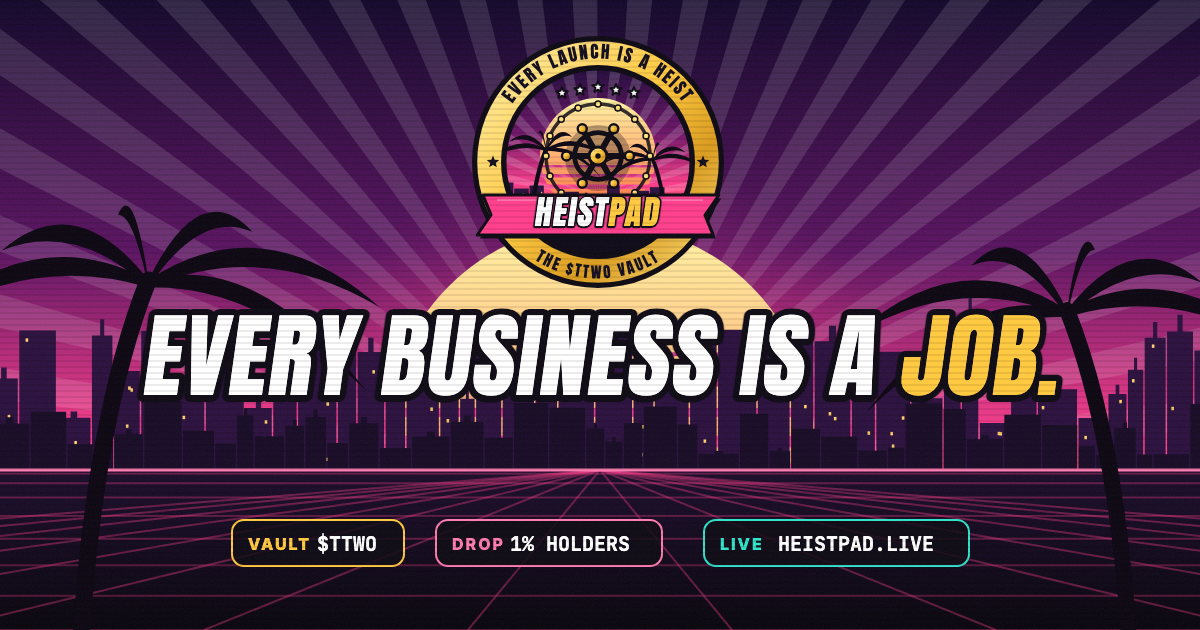 EVERY LAUNCH IS A HEIST
HEISTPAD
THE $TTWO VAULT
EVERY BUSINESS IS A JOB.
VAULT $TTWO
DROP 1% HOLDERS
LIVE HEISTPAD.LIVE